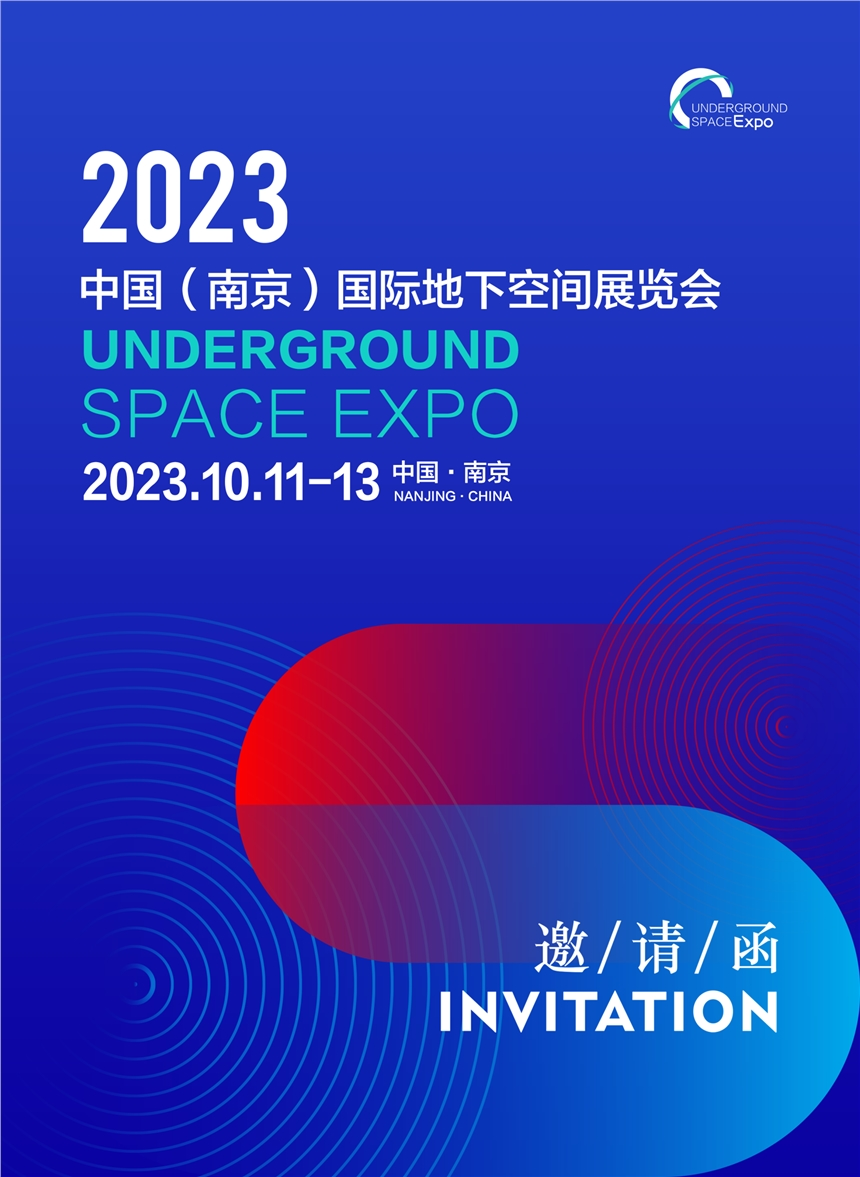 UNDERGROUND
SPACE Expo
2023
中国（南京）国际地下空间展览会
UNDERGROUND
SPACE EXPO
2023.10.11-13 中国·南京
NANJING·CHINA
邀/请/函
INVITATION